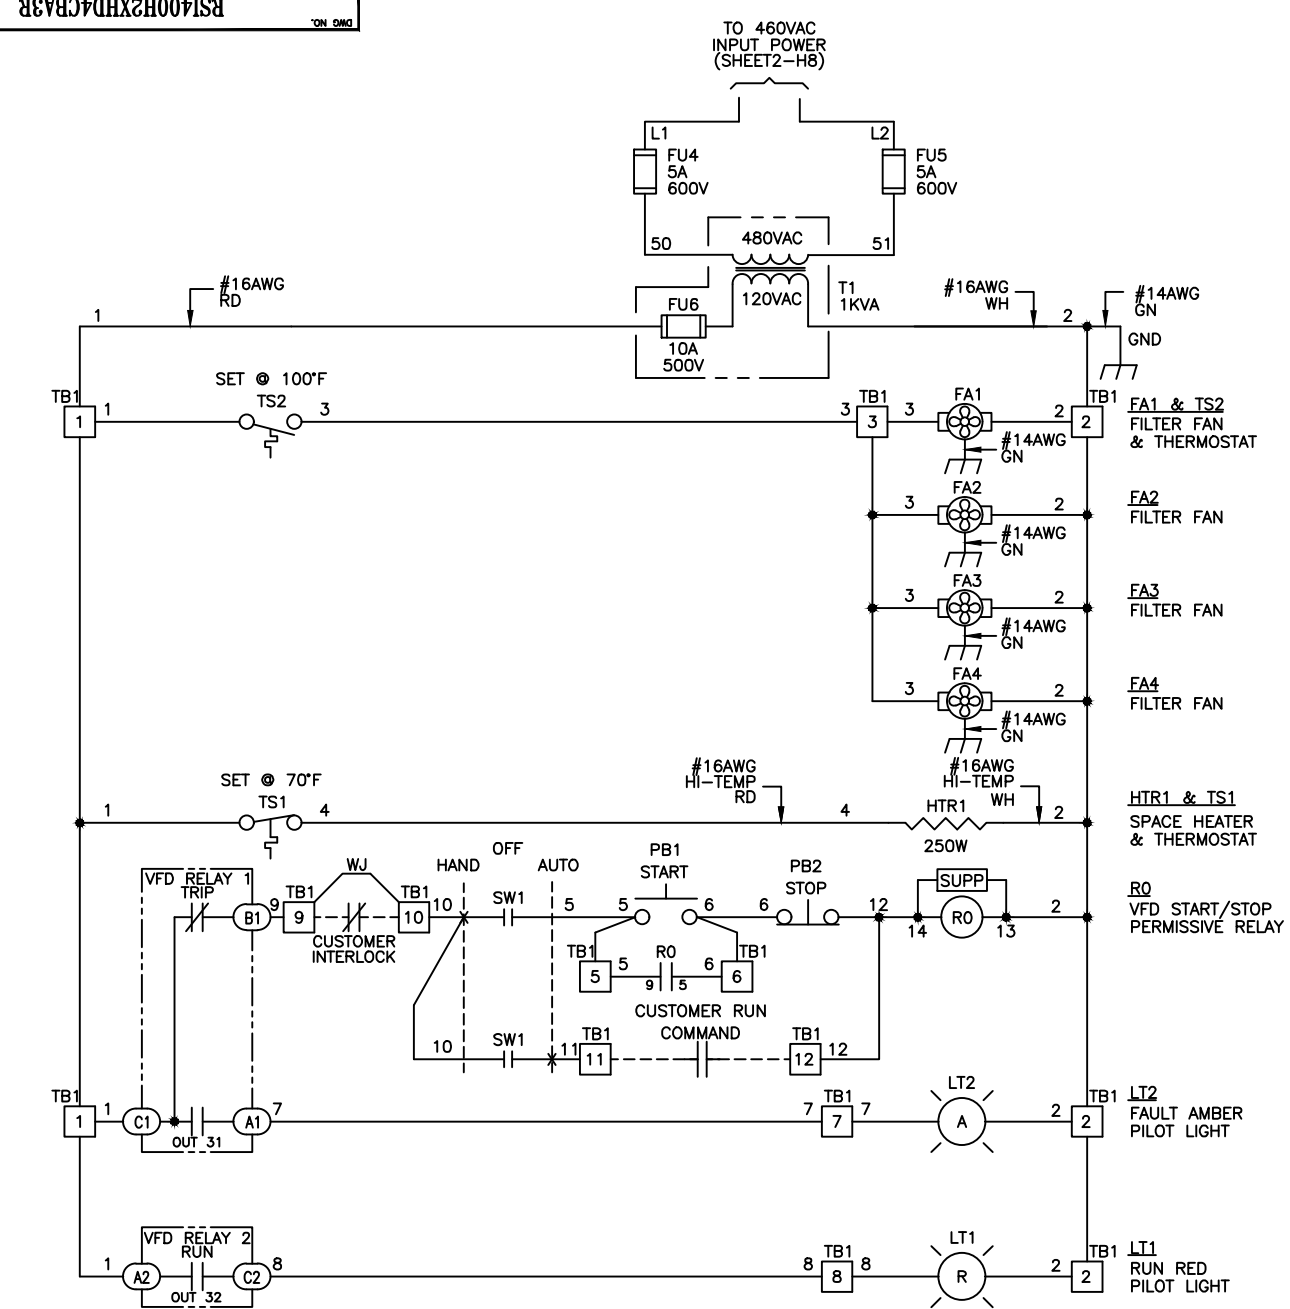 RSI400H2XHD4CBA3R
DWG NO.
TO 460VAC
INPUT POWER
(SHEET2-H8)
L1
L2
FU4
5A
600V
FU5
5A
600V
50
480VAC
51
#16AWG
RD
#16AWG
WH
#14AWG
GN
1
FU6
120VAC
T1
1KVA
2
GND
10A
500V
SET @ 100°F
TS2
TB1
1
1
3
3
TB1
3
3
FA1
2
TB1
2
#14AWG
GN
FA1 & TS2
FILTER FAN
& THERMOSTAT
3
FA2
2
#14AWG
GN
FA2
FILTER FAN
3
FA3
2
#14AWG
GN
FA3
FILTER FAN
3
FA4
2
#14AWG
GN
FA4
FILTER FAN
SET @ 70°F
TS1
1
4
#16AWG
HI-TEMP
RD
4
HTR1
250W
#16AWG
HI-TEMP
WH
2
HTR1 & TS1
SPACE HEATER
& THERMOSTAT
VFD RELAY 1
TRIP
B1
9
TB1
9
WJ
CUSTOMER
INTERLOCK
TB1
10
10
HAND
OFF
AUTO
SW1
5
PB1
START
5
6
PB2
STOP
6
12
SUPP
14
R0
13
2
R0
VFD START/STOP
PERMISSIVE RELAY
TB1
5
5
R0
9
5
6
TB1
6
CUSTOMER RUN
COMMAND
10
SW1
11
TB1
11
TB1
12
12
TB1
1
1
C1
OUT 31
A1
7
7
TB1
7
7
LT2
A
2
TB1
2
LT2
FAULT AMBER
PILOT LIGHT
VFD RELAY 2
RUN
1
A2
OUT 32
C2
8
8
TB1
8
8
LT1
R
2
TB1
2
LT1
RUN RED
PILOT LIGHT